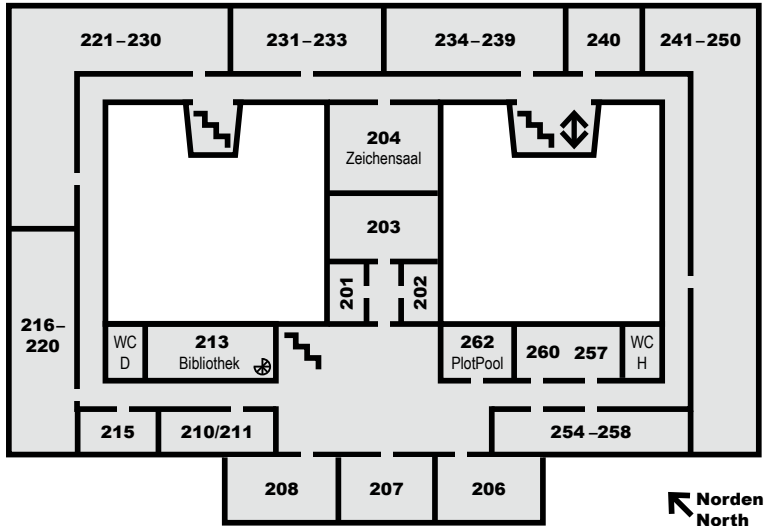 221–230
231–233
234–239
240
241–250
204
Zeichensaal
203
201
202
216–
220
WC
D
213
Bibliothek
262
PlotPool
260
257
WC
H
215
210/211
254–258
208
207
206
Norden
North